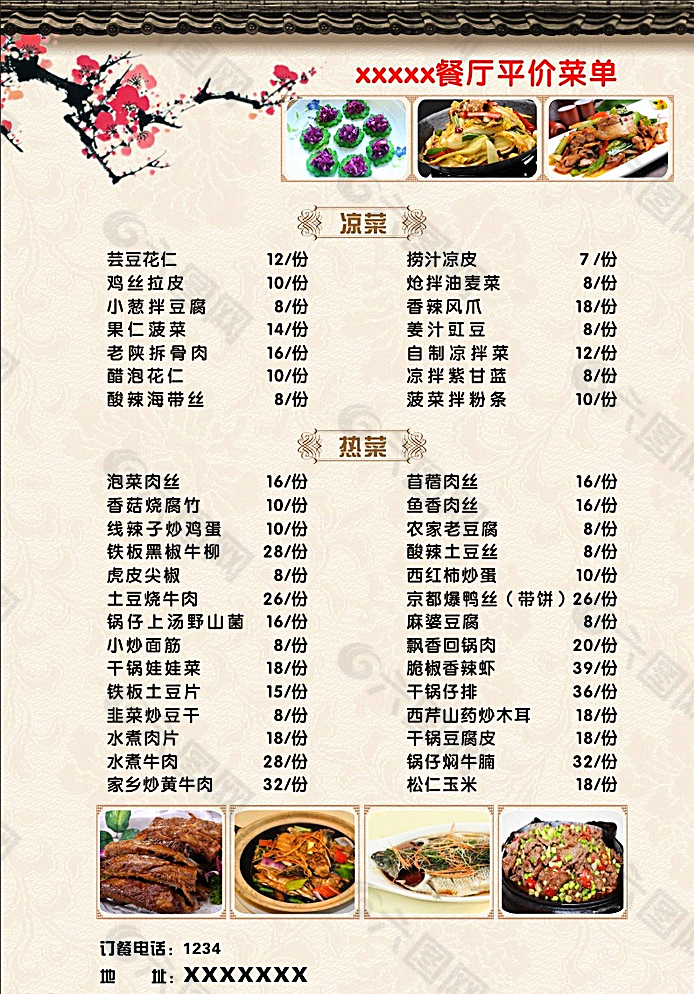 xxxxx餐厅平价菜单
凉菜
芸豆花仁 12/份 捞汁凉皮 7/份
鸡丝拉皮 10/份 炝拌油麦菜 8/份
小葱拌豆腐 8/份 香辣风爪 18/份
果仁菠菜 14/份 姜汁豇豆 8/份
老陕拆骨肉 16/份 自制凉拌菜 12/份
醋泡花仁 10/份 凉拌紫甘蓝 8/份
酸辣海带丝 8/份 菠菜拌粉条 10/份
热菜
泡菜肉丝 16/份 苜蓿肉丝 16/份
香菇烧腐竹 10/份 鱼香肉丝 16/份
线辣子炒鸡蛋 10/份 农家老豆腐 8/份
铁板黑椒牛柳 28/份 酸辣土豆丝 8/份
虎皮尖椒 8/份 西红柿炒蛋 10/份
土豆烧牛肉 26/份 京都爆鸭丝（带饼）26/份
锅仔上汤野山菌 16/份 麻婆豆腐 8/份
小炒面筋 8/份 飘香回锅肉 20/份
干锅娃娃菜 18/份 脆椒香辣虾 39/份
铁板土豆片 15/份 干锅仔排 36/份
韭菜炒豆干 8/份 西芹山药炒木耳 18/份
水煮肉片 18/份 干锅豆腐皮 18/份
水煮牛肉 28/份 锅仔焖牛腩 32/份
家乡炒黄牛肉 32/份 松仁玉米 18/份
订餐电话：1234
地 址：XXXXXXX